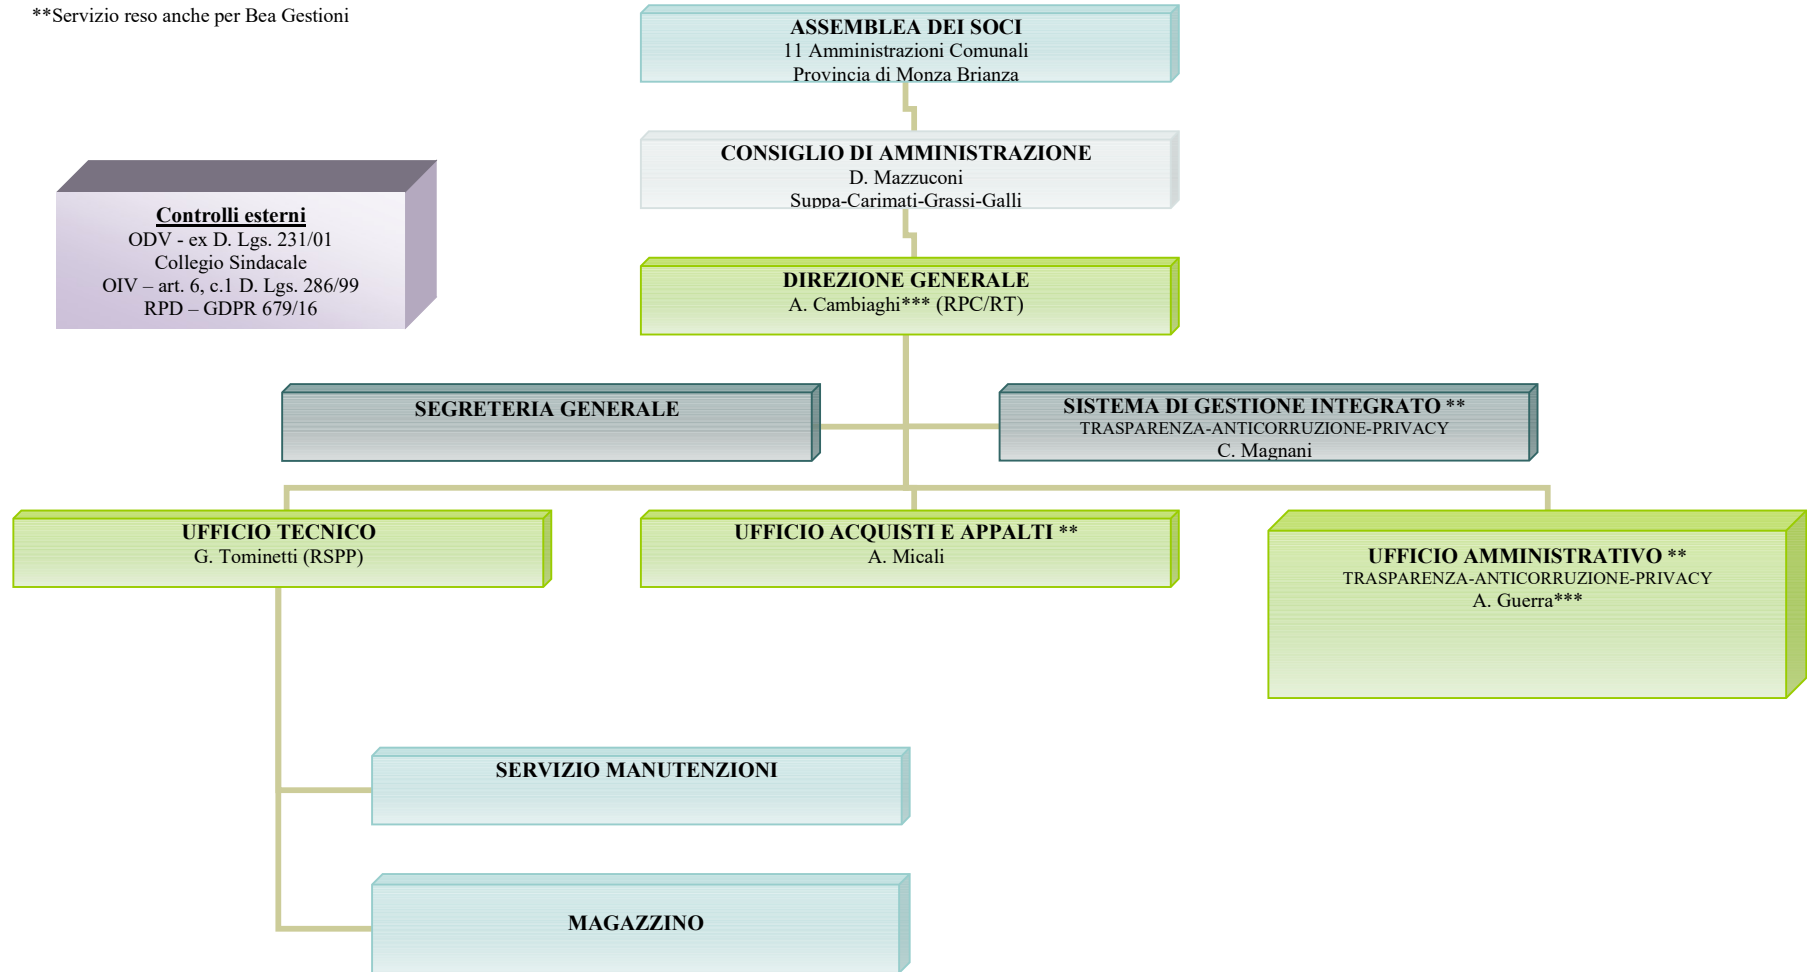 **Servizio reso anche per Bea Gestioni
ASSEMBLEA DEI SOCI
11 Amministrazioni Comunali
Provincia di Monza Brianza
CONSIGLIO DI AMMINISTRAZIONE
D. Mazzuconi
Suppa-Carimati-Grassi-Galli
Controlli esterni
ODV - ex D. Lgs. 231/01
Collegio Sindacale
OIV – art. 6, c.1 D. Lgs. 286/99
RPD – GDPR 679/16
DIREZIONE GENERALE
A. Cambiaghi*** (RPC/RT)
SEGRETERIA GENERALE
SISTEMA DI GESTIONE INTEGRATO **
TRASPARENZA-ANTICORRUZIONE-PRIVACY
C. Magnani
UFFICIO TECNICO
G. Tominetti (RSPP)
UFFICIO ACQUISTI E APPALTI **
A. Micali
UFFICIO AMMINISTRATIVO **
TRASPARENZA-ANTICORRUZIONE-PRIVACY
A. Guerra***
SERVIZIO MANUTENZIONI
MAGAZZINO